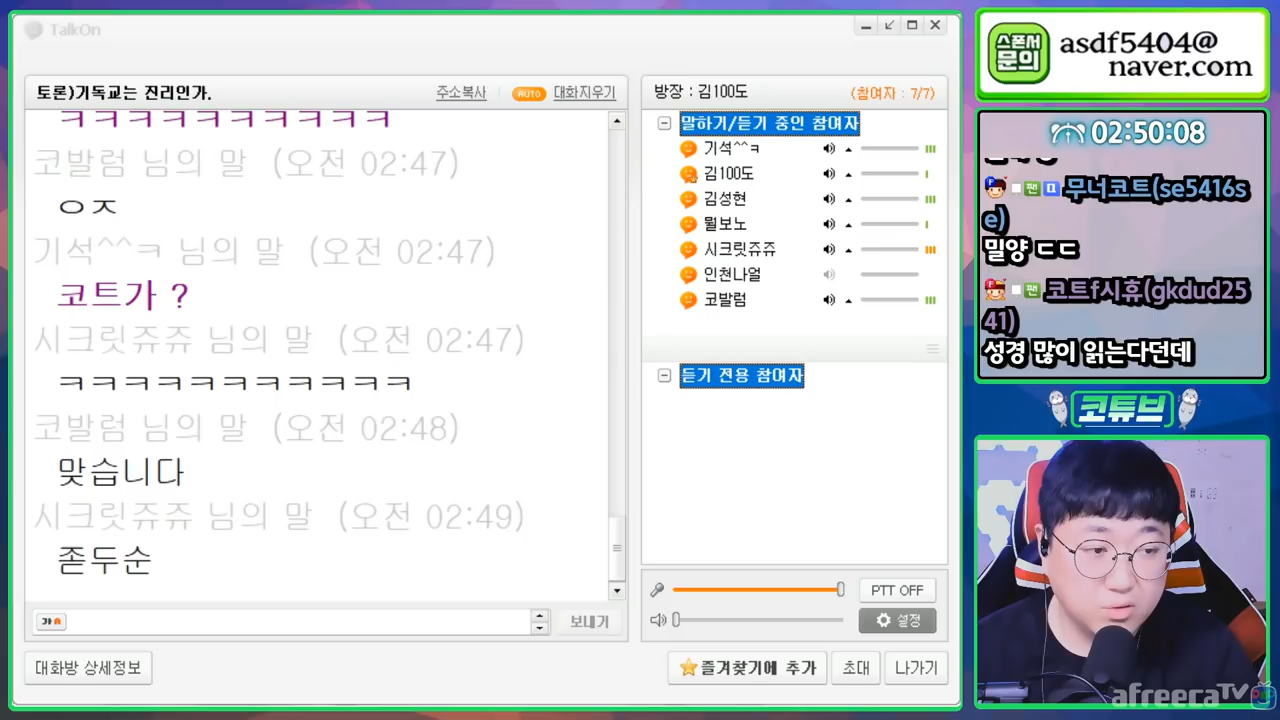 TalkOn
토론)기독교는 진리인가.
주소복사
AUTO 대화지우기
ㅋㅋㅋㅋㅋㅋㅋㅋㅋㅋㅋ
코발럼 님의 말 (오전 02:47)
ㅇㅈ
기석^^ㅋ 님의 말 (오전 02:47)
코트가 ?
시크릿쥬쥬 님의 말 (오전 02:47)
ㅋㅋㅋㅋㅋㅋㅋㅋㅋㅋㅋ
코발럼 님의 말 (오전 02:48)
맞습니다
시크릿쥬쥬 님의 말 (오전 02:49)
좉두순
가A
보내기
대화방 상세정보
방장 : 김100도
(참여자 : 7/7)
말하기/듣기 중인 참여자
기석^^ㅋ
김100도
김성현
뭘보노
시크릿쥬쥬
인천나얼
코발럼
듣기 전용 참여자
PTT OFF
설정
즐겨찾기에 추가
초대
나가기
스폰서
문의
asdf5404@
naver.com
02:50:08
F 팬 무너코트(se5416s
e)
밀양 ㄷㄷ
F 팬 코트f시휴(gkdud25
41)
성경 많이 읽는다던데
코튜브
afreecaTV